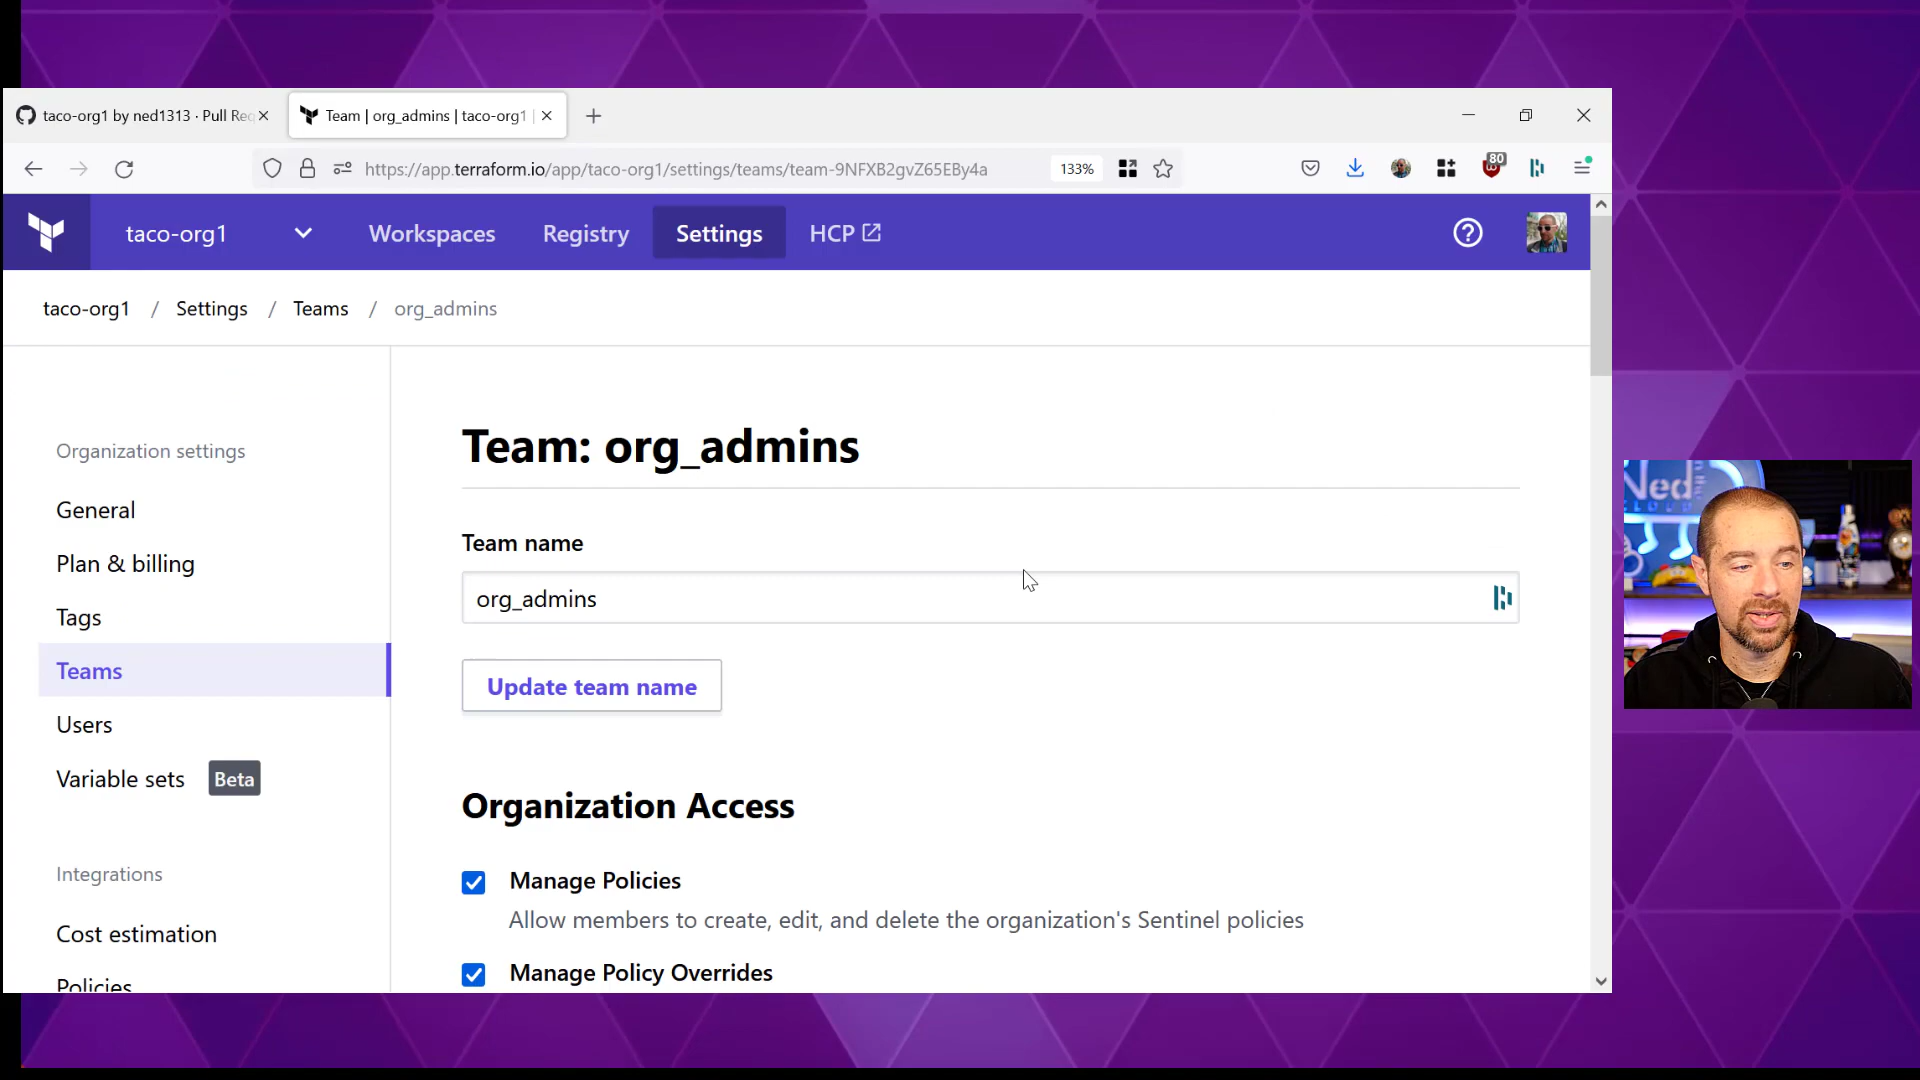 taco-org1 by ned1313 · Pull Req
Team | org_admins | taco-org1 |
https://app.terraform.io/app/taco-org1/settings/teams/team-9NFXB2gvZ65EBy4a
133%
80
taco-org1
Workspaces
Registry
Settings
HCP
taco-org1 / Settings / Teams / org_admins
Organization settings
General
Plan & billing
Tags
Teams
Users
Variable sets Beta
Integrations
Cost estimation
Policies
Team: org_admins
Team name
org_admins
Update team name
Organization Access
Manage Policies
Allow members to create, edit, and delete the organization's Sentinel policies
Manage Policy Overrides
Ned